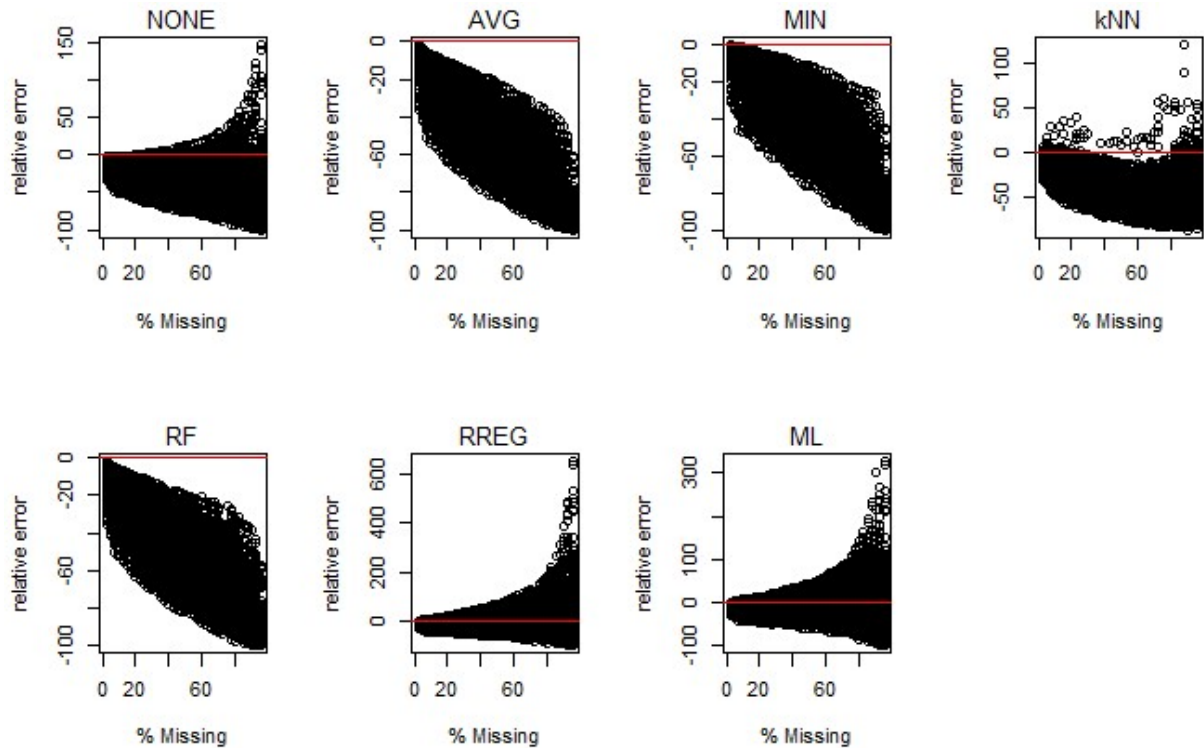 NONE
150
50
0
-100
relative error
0 20 60
% Missing
AVG
0
-20
-60
-100
relative error
0 20 60
% Missing
MIN
0
-20
-60
-100
relative error
0 20 60
% Missing
kNN
100
50
0
-50
relative error
0 20 60
% Missing
RF
0
-20
-60
-100
relative error
0 20 60
% Missing
RREG
600
400
200
0
relative error
0 20 60
% Missing
ML
300
100
0
-100
relative error
0 20 60
% Missing